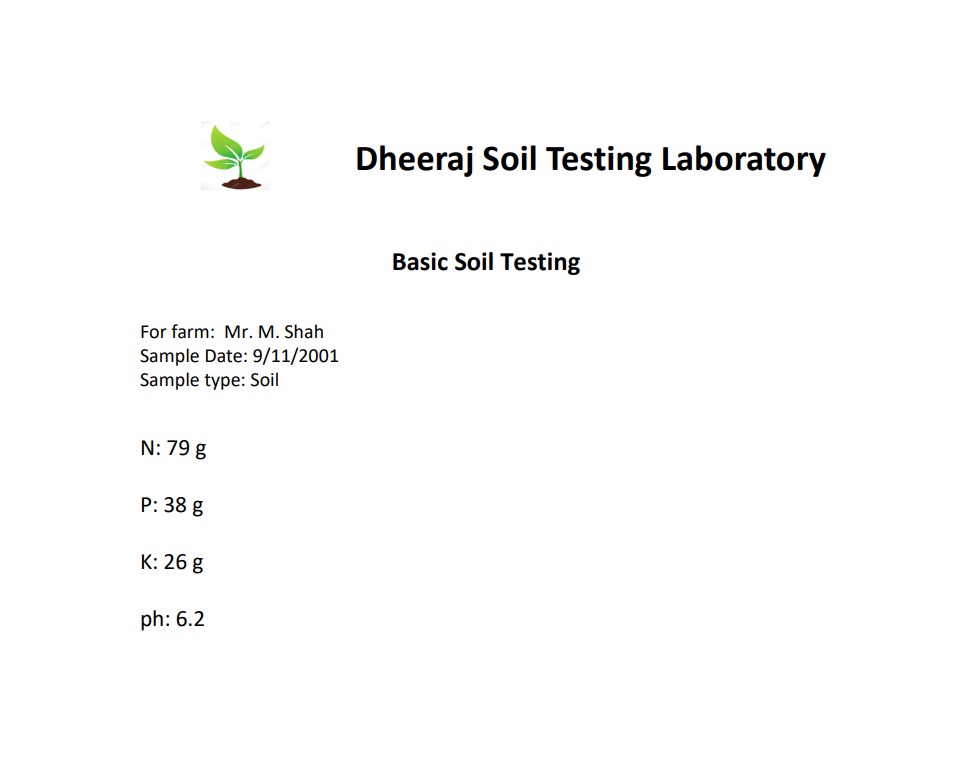 Dheeraj Soil Testing Laboratory
Basic Soil Testing
For farm:  Mr. M. Shah
Sample Date: 9/11/2001
Sample type: Soil
N: 79 g
P: 38 g
K: 26 g
ph: 6.2